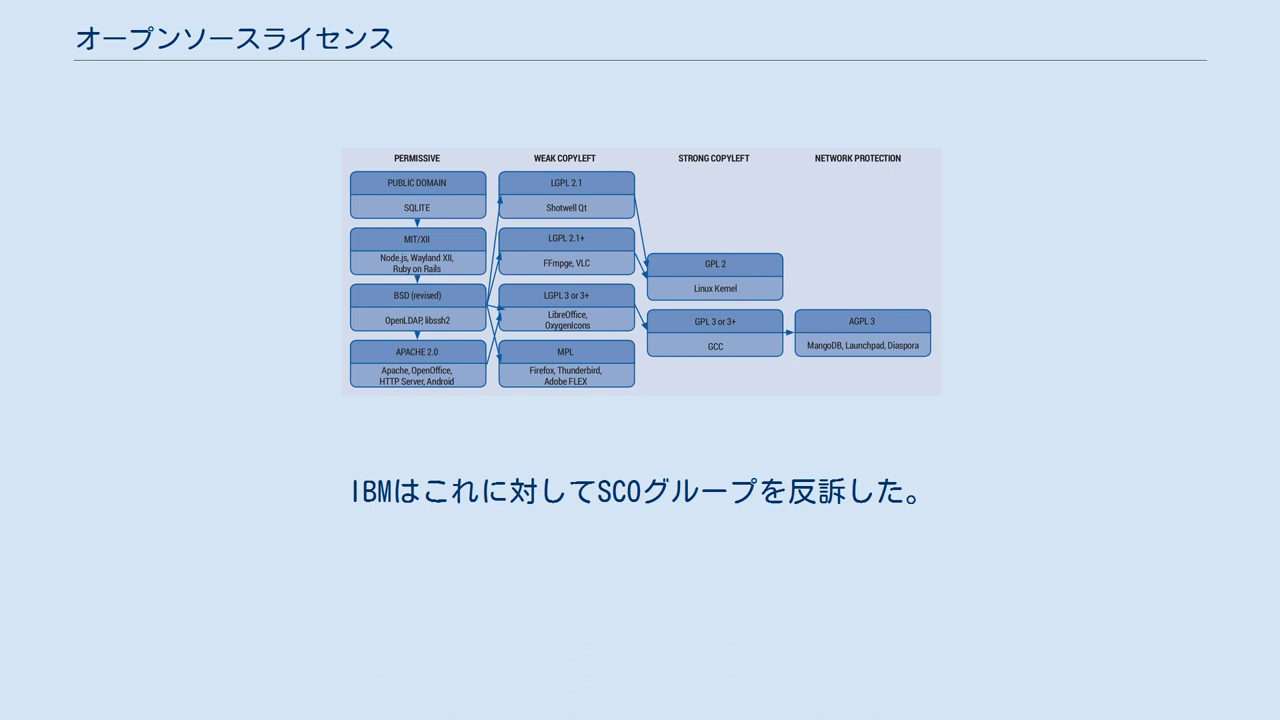 オープンソースライセンス
PERMISSIVE
WEAK COPYLEFT
STRONG COPYLEFT
NETWORK PROTECTION
PUBLIC DOMAIN
SQLITE
MIT/XII
Node.js, Wayland XII,
Ruby on Rails
BSD (revised)
OpenLDAP, libssh2
APACHE 2.0
Apache, OpenOffice,
HTTP Server, Android
LGPL 2.1
Shotwell Qt
LGPL 2.1+
FFmpge, VLC
LGPL 3 or 3+
LibreOffice,
OxygenIcons
MPL
Firefox, Thunderbird,
Adobe FLEX
GPL 2
Linux Kernel
GPL 3 or 3+
GCC
AGPL 3
MangoDB, Launchpad, Diaspora
IBMはこれに対してSCOグループを反訴した。